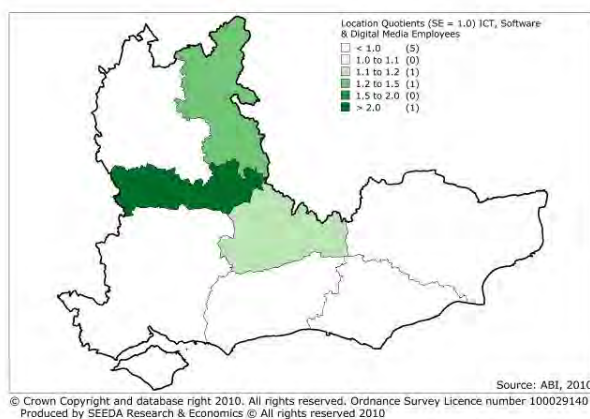 Location Quotients (SE = 1.0) ICT, Software
& Digital Media Employees
< 1.0 (5)
1.0 to 1.1 (0)
1.1 to 1.2 (1)
1.2 to 1.5 (1)
1.5 to 2.0 (0)
> 2.0 (1)
Source: ABI, 2010
© Crown Copyright and database right 2010. All rights reserved. Ordnance Survey Licence number 100029140
Produced by SEEDA Research & Economics © All rights reserved 2010